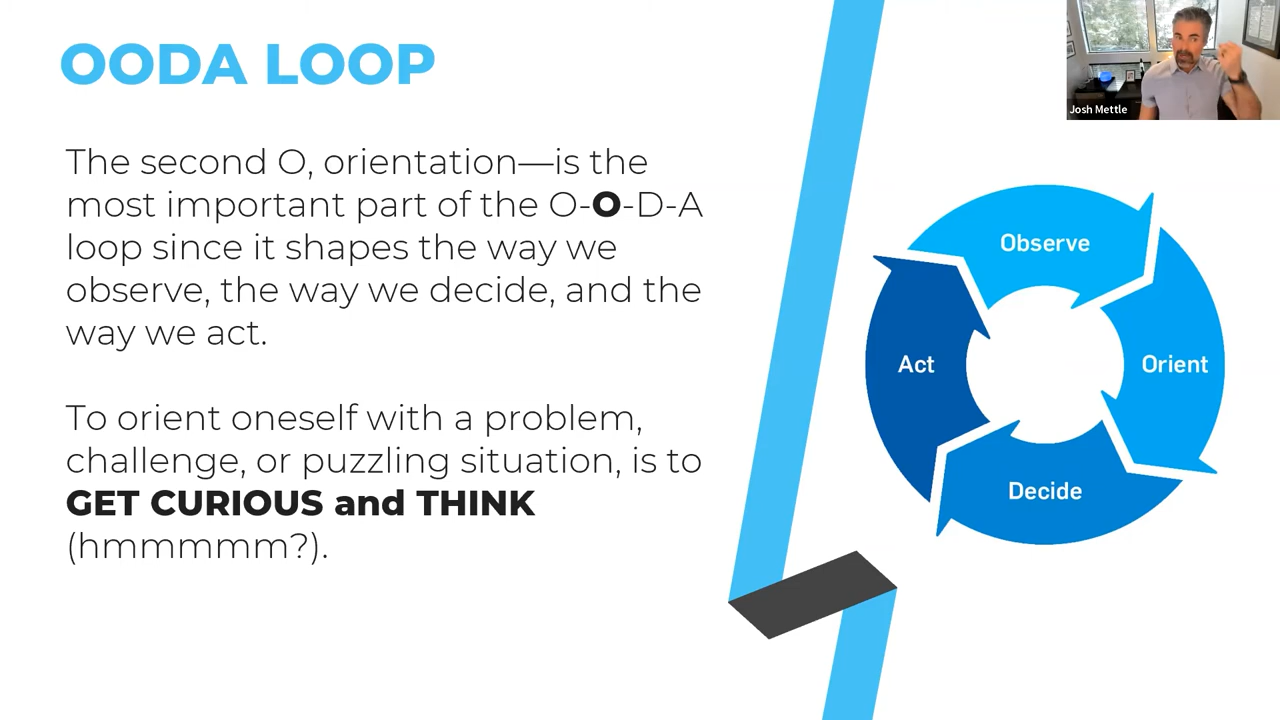 OODA LOOP
The second O, orientation—is the
most important part of the O-O-D-A
loop since it shapes the way we
observe, the way we decide, and the
way we act.
To orient oneself with a problem,
challenge, or puzzling situation, is to
GET CURIOUS and THINK
(hmmmmmm?).
Josh Mettle
Observe
Orient
Decide
Act